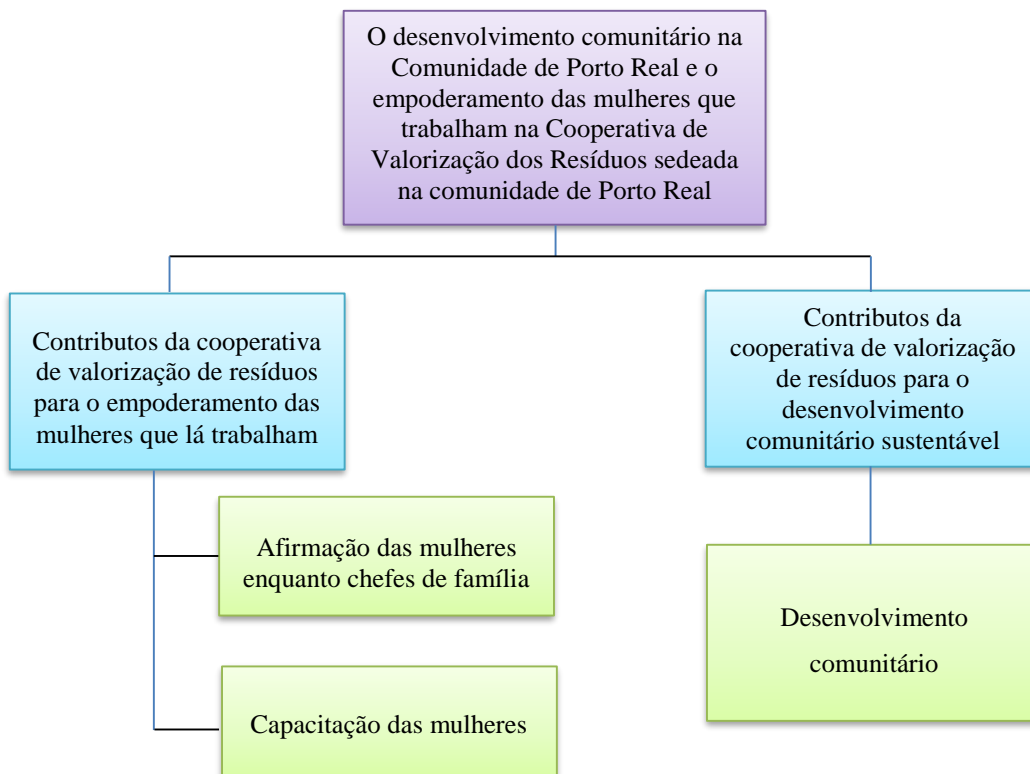 O desenvolvimento comunitário na
Comunidade de Porto Real e o
empoderamento das mulheres que
trabalham na Cooperativa de
Valorização dos Resíduos sedeada
na comunidade de Porto Real
Contributos da cooperativa
de valorização de resíduos
para o empoderamento das
mulheres que lá trabalham
Contributos da
cooperativa de valorização
de resíduos para o
desenvolvimento
comunitário sustentável
Afirmação das mulheres
enquanto chefes de família
Capacitação das mulheres
Desenvolvimento
comunitário